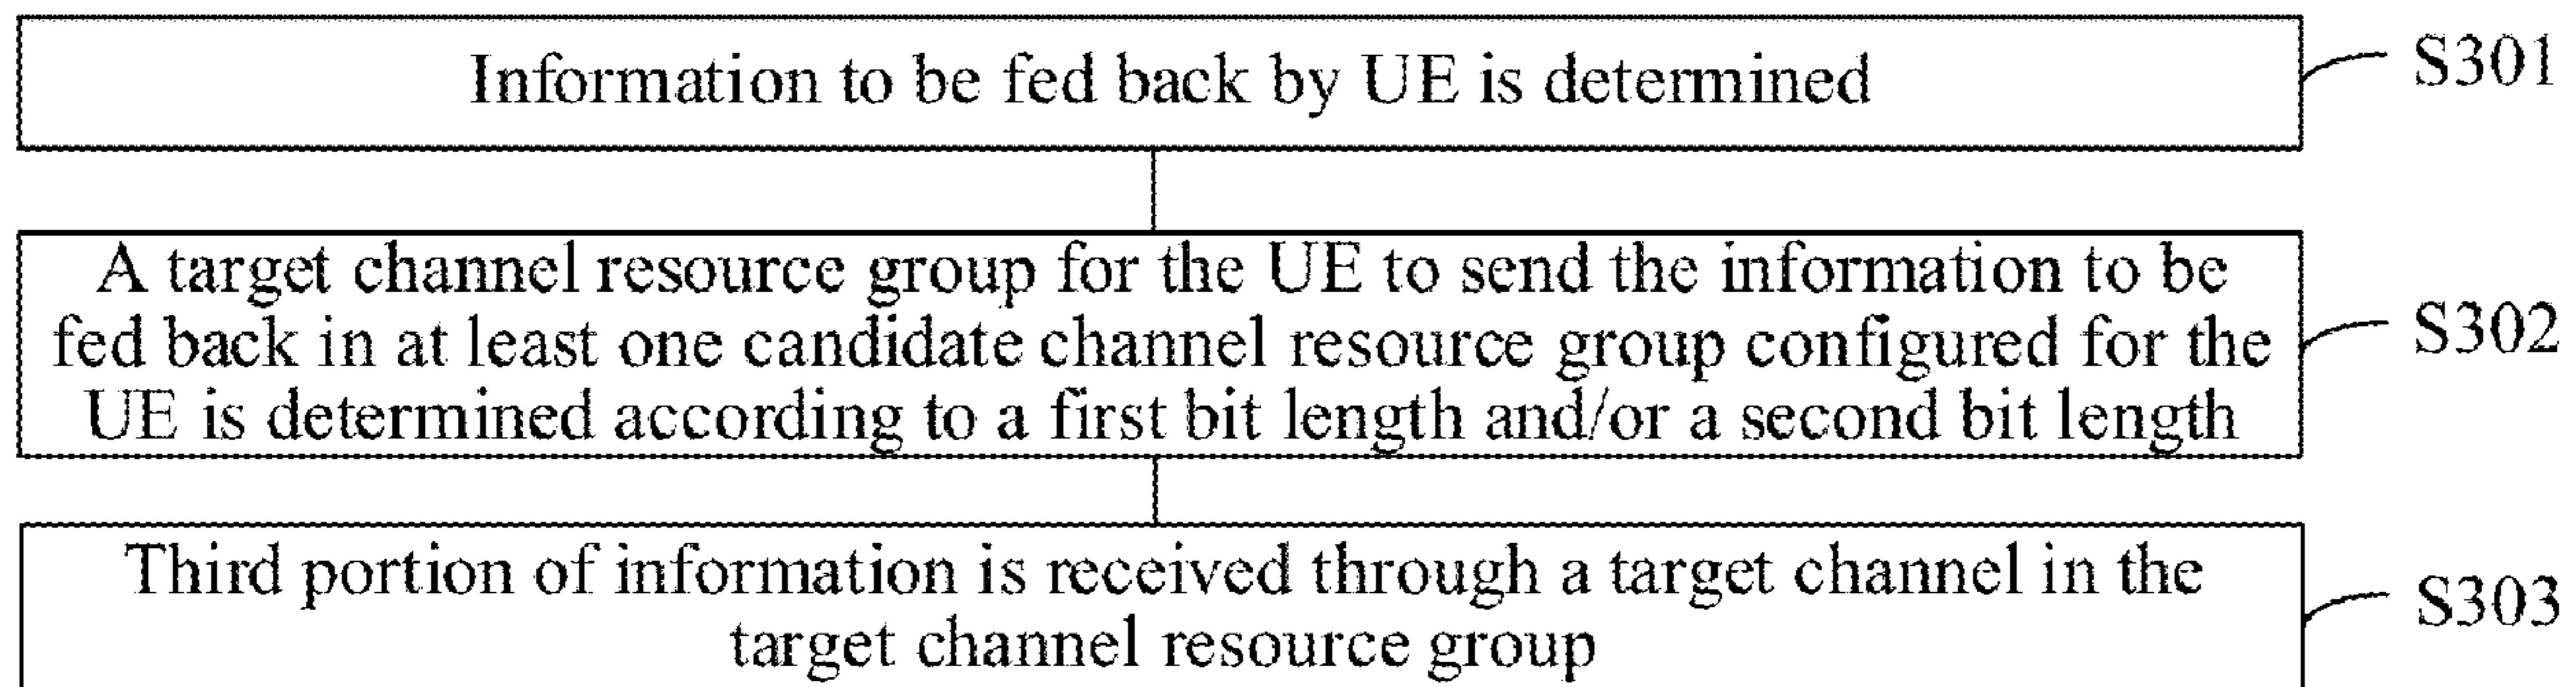 Information to be fed back by UE is determined
S301
A target channel resource group for the UE to send the information to be
fed back in at least one candidate channel resource group configured for the
UE is determined according to a first bit length and/or a second bit length
S302
Third portion of information is received through a target channel in the
target channel resource group
S303